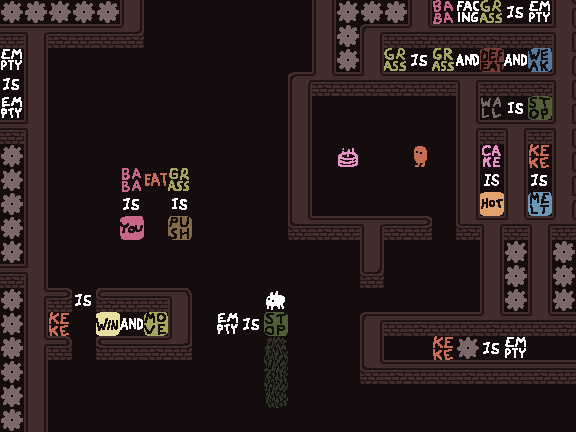 BABA FACING GRASS IS EMPTY
GRASS IS GRASS AND DEFEAT AND WEAK
EMPTY
IS
EMPTY
WALL IS STOP
CAKE KEKE
IS IS
HOT MELT
BABA EAT GRASS
IS IS
YOU PUSH
IS
KEKE WIN AND MOVE
EMPTY IS STOP
KEKE IS EMPTY